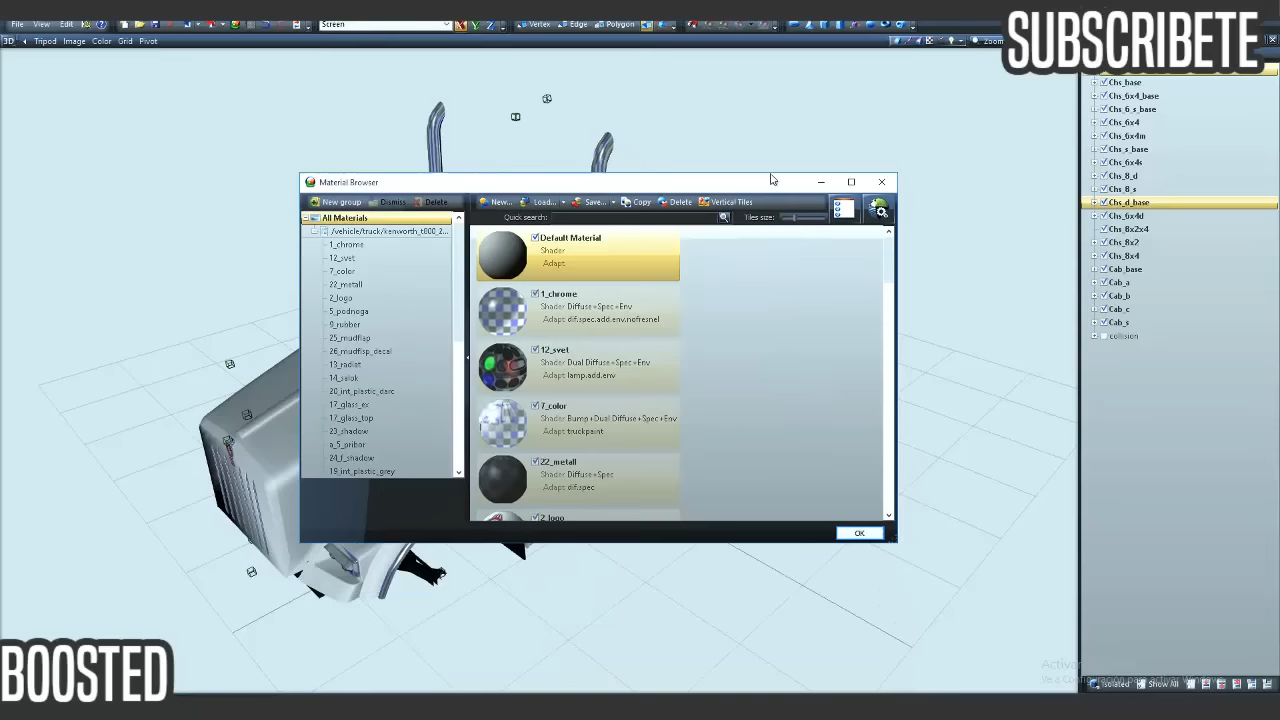 File View Edit Screen Vertex Edge Polygon
3D Tripod Image Color Grid Pivot Zoom
SUBSCRIBETE
Chs_base
Chs_6x4_base
Chs_6_s_base
Chs_6x4
Chs_6x4m
Chs_s_base
Chs_6x4s
Chs_8_d
Chs_8_s
Chs_d_base
Chs_6x4d
Chs_8x2x4
Chs_8x2
Chs_8x4
Cab_base
Cab_a
Cab_b
Cab_c
Cab_s
collision
Material Browser
New group Dismiss Delete
New... Load... Save... Copy Delete Vertical Tiles
Quick search: Tiles size:
All Materials
/vehicle/truck/kenworth_t800_2...
1_chrome
12_svet
7_color
22_metall
2_logo
5_podnoga
9_rubber
25_mudflap
26_mudflap_decal
13_radiat
14_salok
20_int_plastic_darc
17_glass_ex
17_glass_top
23_shadow
a_5_pribor
24_f_shadow
19_int_plastic_grey
Default Material
Shader
Adapt
1_chrome
Shader Diffuse+Spec+Env
Adapt dif.spec.add.env.nofresnel
12_svet
Shader Dual Diffuse+Spec+Env
Adapt lamp.add.env
7_color
Shader Bump+Dual Diffuse+Spec+Env
Adapt truckpaint
22_metall
Shader Diffuse+Spec
Adapt dif.spec
2_logo
OK
BOOSTED
Isolated Show All